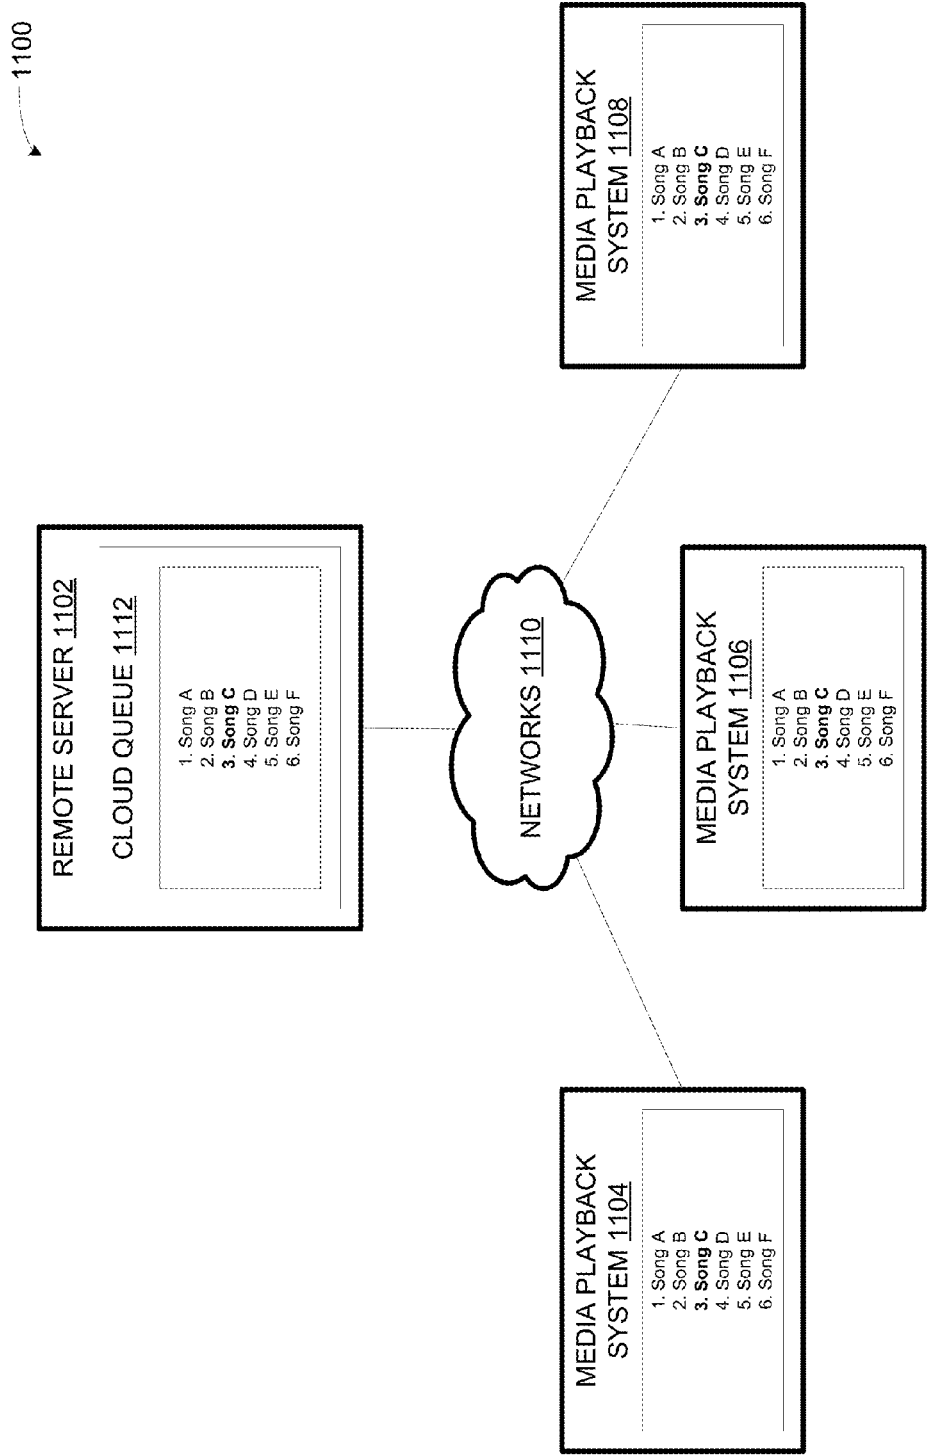 1100
REMOTE SERVER 1102
CLOUD QUEUE 1112
1. Song A
2. Song B
3. Song C
4. Song D
5. Song E
6. Song F
NETWORKS 1110
MEDIA PLAYBACK
SYSTEM 1104
1. Song A
2. Song B
3. Song C
4. Song D
5. Song E
6. Song F
MEDIA PLAYBACK
SYSTEM 1106
1. Song A
2. Song B
3. Song C
4. Song D
5. Song E
6. Song F
MEDIA PLAYBACK
SYSTEM 1108
1. Song A
2. Song B
3. Song C
4. Song D
5. Song E
6. Song F